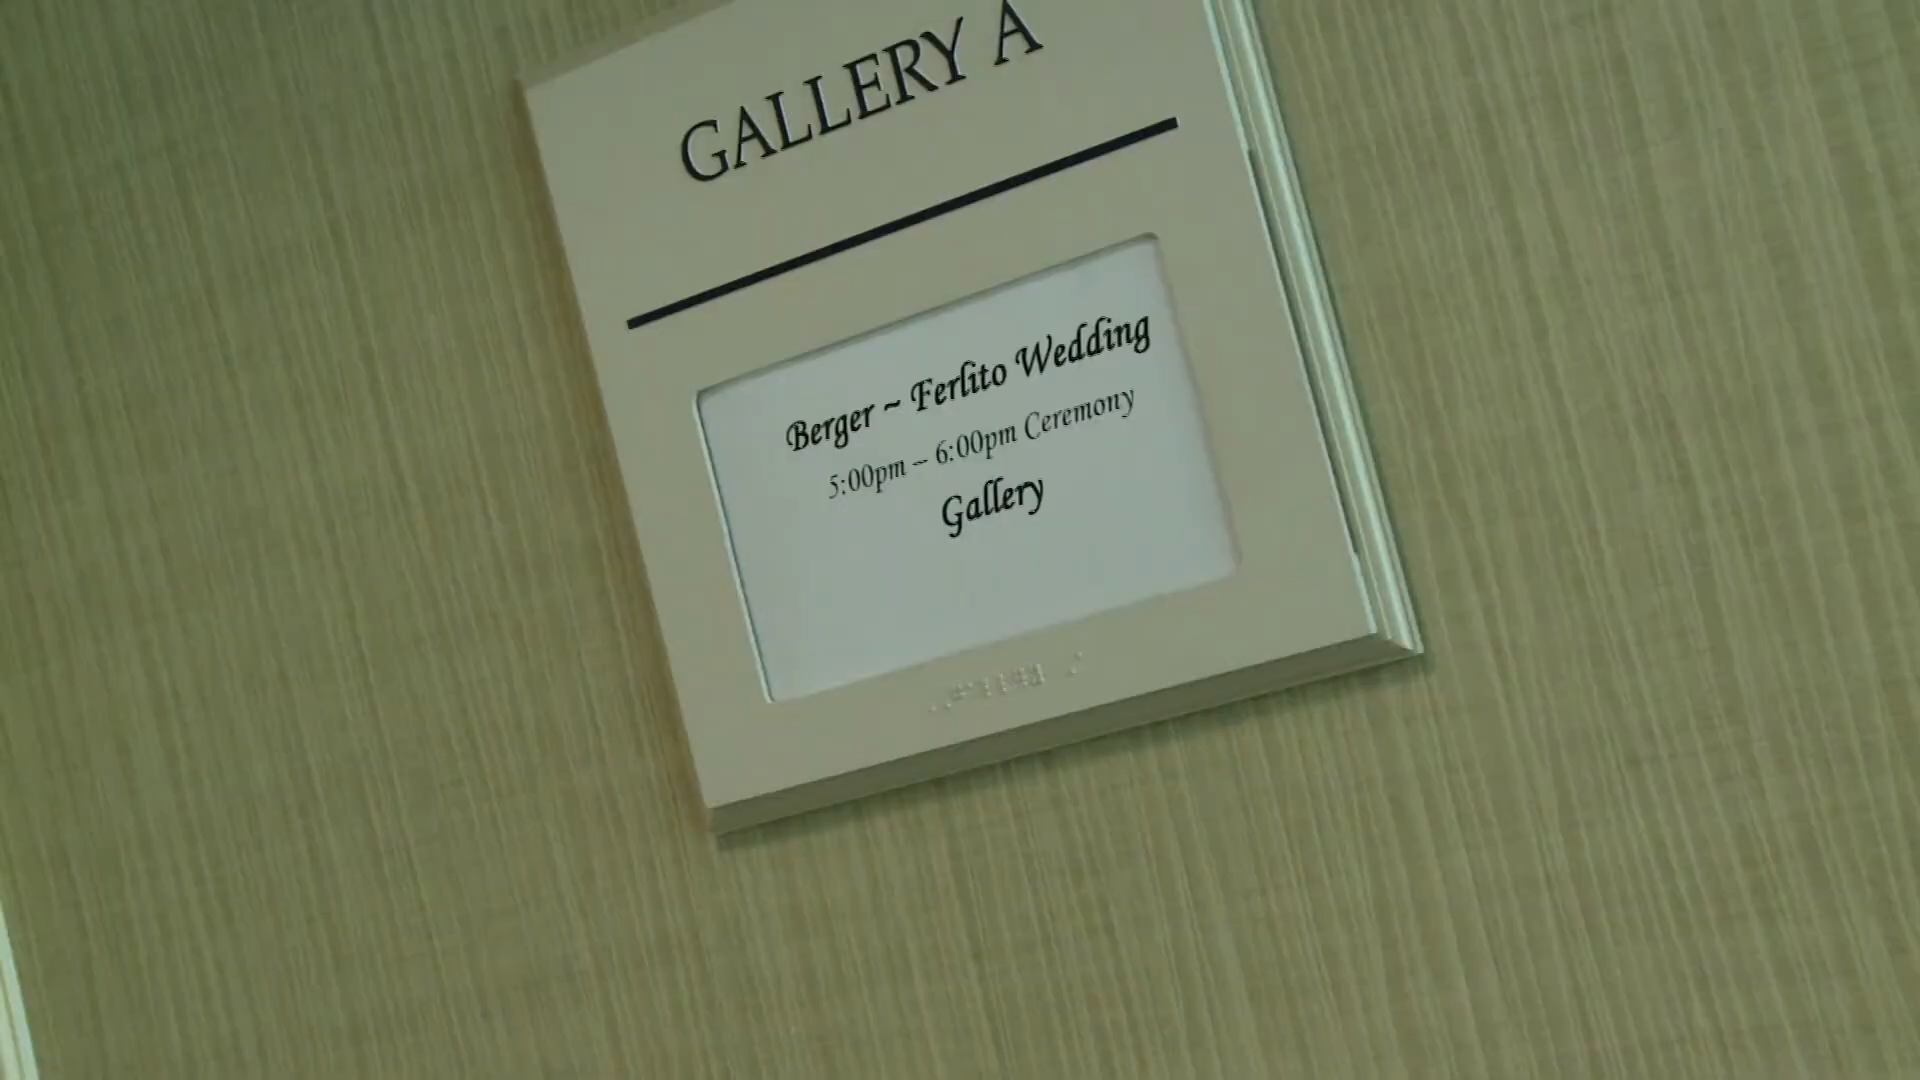 GALLERY A
Berger ~ Ferlito Wedding
5:00pm – 6:00pm Ceremony
Gallery